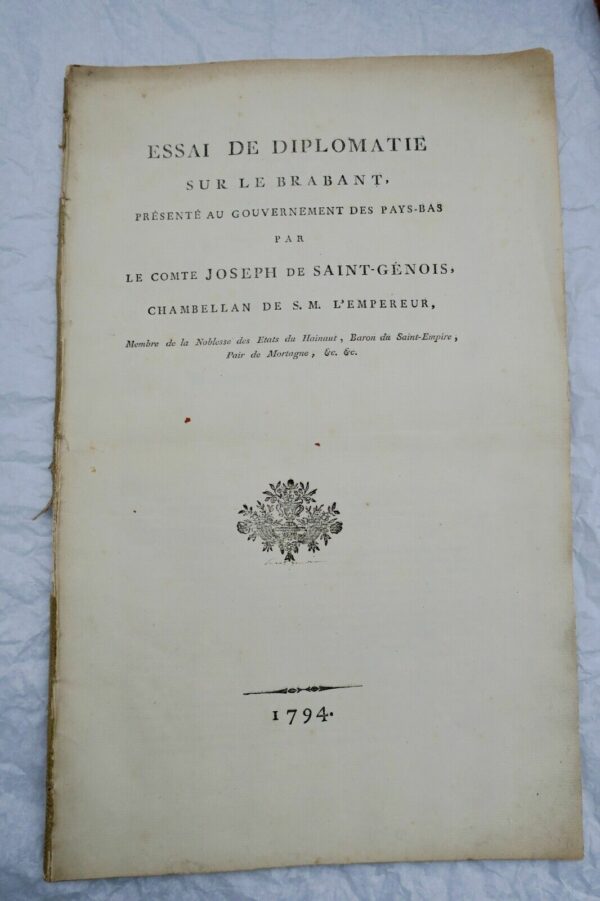 ESSAI DE DIPLOMATIE
SUR LE BRABANT,
PRÉSENTÉ AU GOUVERNEMENT DES PAYS-BAS
PAR
LE COMTE JOSEPH DE SAINT-GÉNOIS,
CHAMBELLAN DE S. M. L'EMPEREUR,
Membre de la Noblesse des Etats du Hainaut, Baron du Saint-Empire,
Pair de Mortagne, &c. &c.
1794.